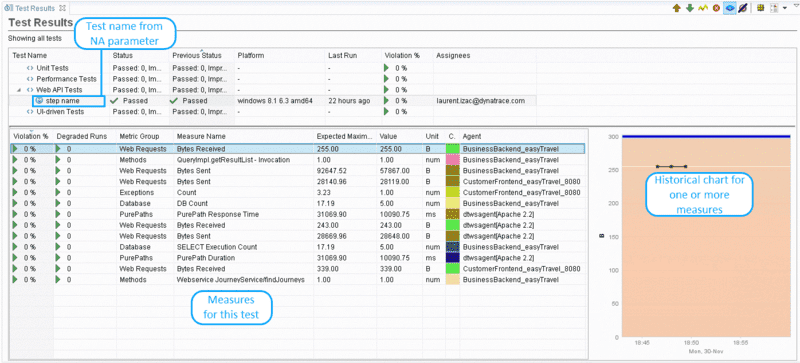 Test Results
Test Results
Test name from
NA parameter
Showing all tests
Test Name Status Previous Status Platform Last Run Violation % Assignees
Unit Tests Passed: 0, Im... Passed: 0, Impr... - - 0 % -
Performance Tests Passed: 0, Im... Passed: 0, Impr... - - 0 % -
Web API Tests Passed: 0, Im... Passed: 0, Impr... - - 0 % -
step name Passed Passed windows 8.1 6.3 amd64 22 hours ago 0 % laurent.izac@dynatrace.com
UI-driven Tests Passed: 0, Im... Passed: 0, Impr... - - 0 % -
Violation % Degraded Runs Metric Group Measure Name Expected Maxim... Value Unit C. Agent
0 % 0 Web Requests Bytes Received 255.00 255.00 B BusinessBackend_easyTravel
0 % 0 Methods QueryImpl.getResultList - Invocation 1.00 1.00 num BusinessBackend_easyTravel
0 % 0 Web Requests Bytes Sent 92647.52 57867.00 B BusinessBackend_easyTravel
0 % 0 Web Requests Bytes Sent 28140.96 28119.00 B CustomerFrontend_easyTravel_8080
0 % 0 Exceptions Count 3.23 1.00 num CustomerFrontend_easyTravel_8080
0 % 0 Database DB Count 17.19 5.00 num BusinessBackend_easyTravel
0 % 0 PurePaths PurePath Response Time 31069.90 10090.75 ms dtwsagent[Apache 2.2]
0 % 0 Web Requests Bytes Received 243.00 243.00 B dtwsagent[Apache 2.2]
0 % 0 Web Requests Bytes Sent 28669.96 28648.00 B dtwsagent[Apache 2.2]
0 % 0 Database SELECT Execution Count 17.19 5.00 num BusinessBackend_easyTravel
0 % 0 PurePaths PurePath Duration 31069.90 10090.75 ms dtwsagent[Apache 2.2]
0 % 0 Web Requests Bytes Received 339.00 339.00 B CustomerFrontend_easyTravel_8080
0 % 0 Methods Webservice JourneyService/findJourneys 1.00 1.00 num BusinessBackend_easyTravel
Measures
for this test
300
250
200
150
100
50
0
B
Historical chart for
one or more
measures
18:45 18:50 18:55
Mon, 30-Nov